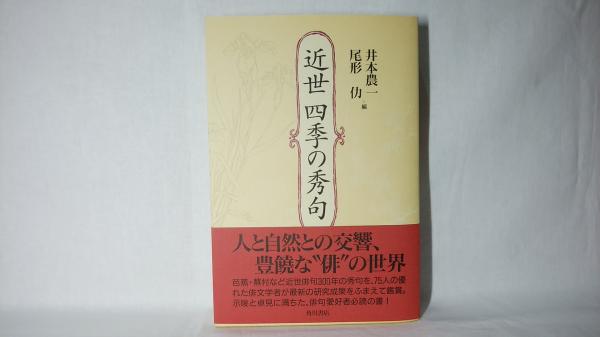 井本農一
尾形 仂 編
近世 四季の秀句
人と自然との交響、
豊饒な〝俳〟の世界
芭蕉・蕪村など近世俳句300年の秀句を、75人の優
れた俳文学者が最新の研究成果をふまえて鑑賞。
示唆と卓見に満ちた、俳句愛好者必読の書！
角川書店